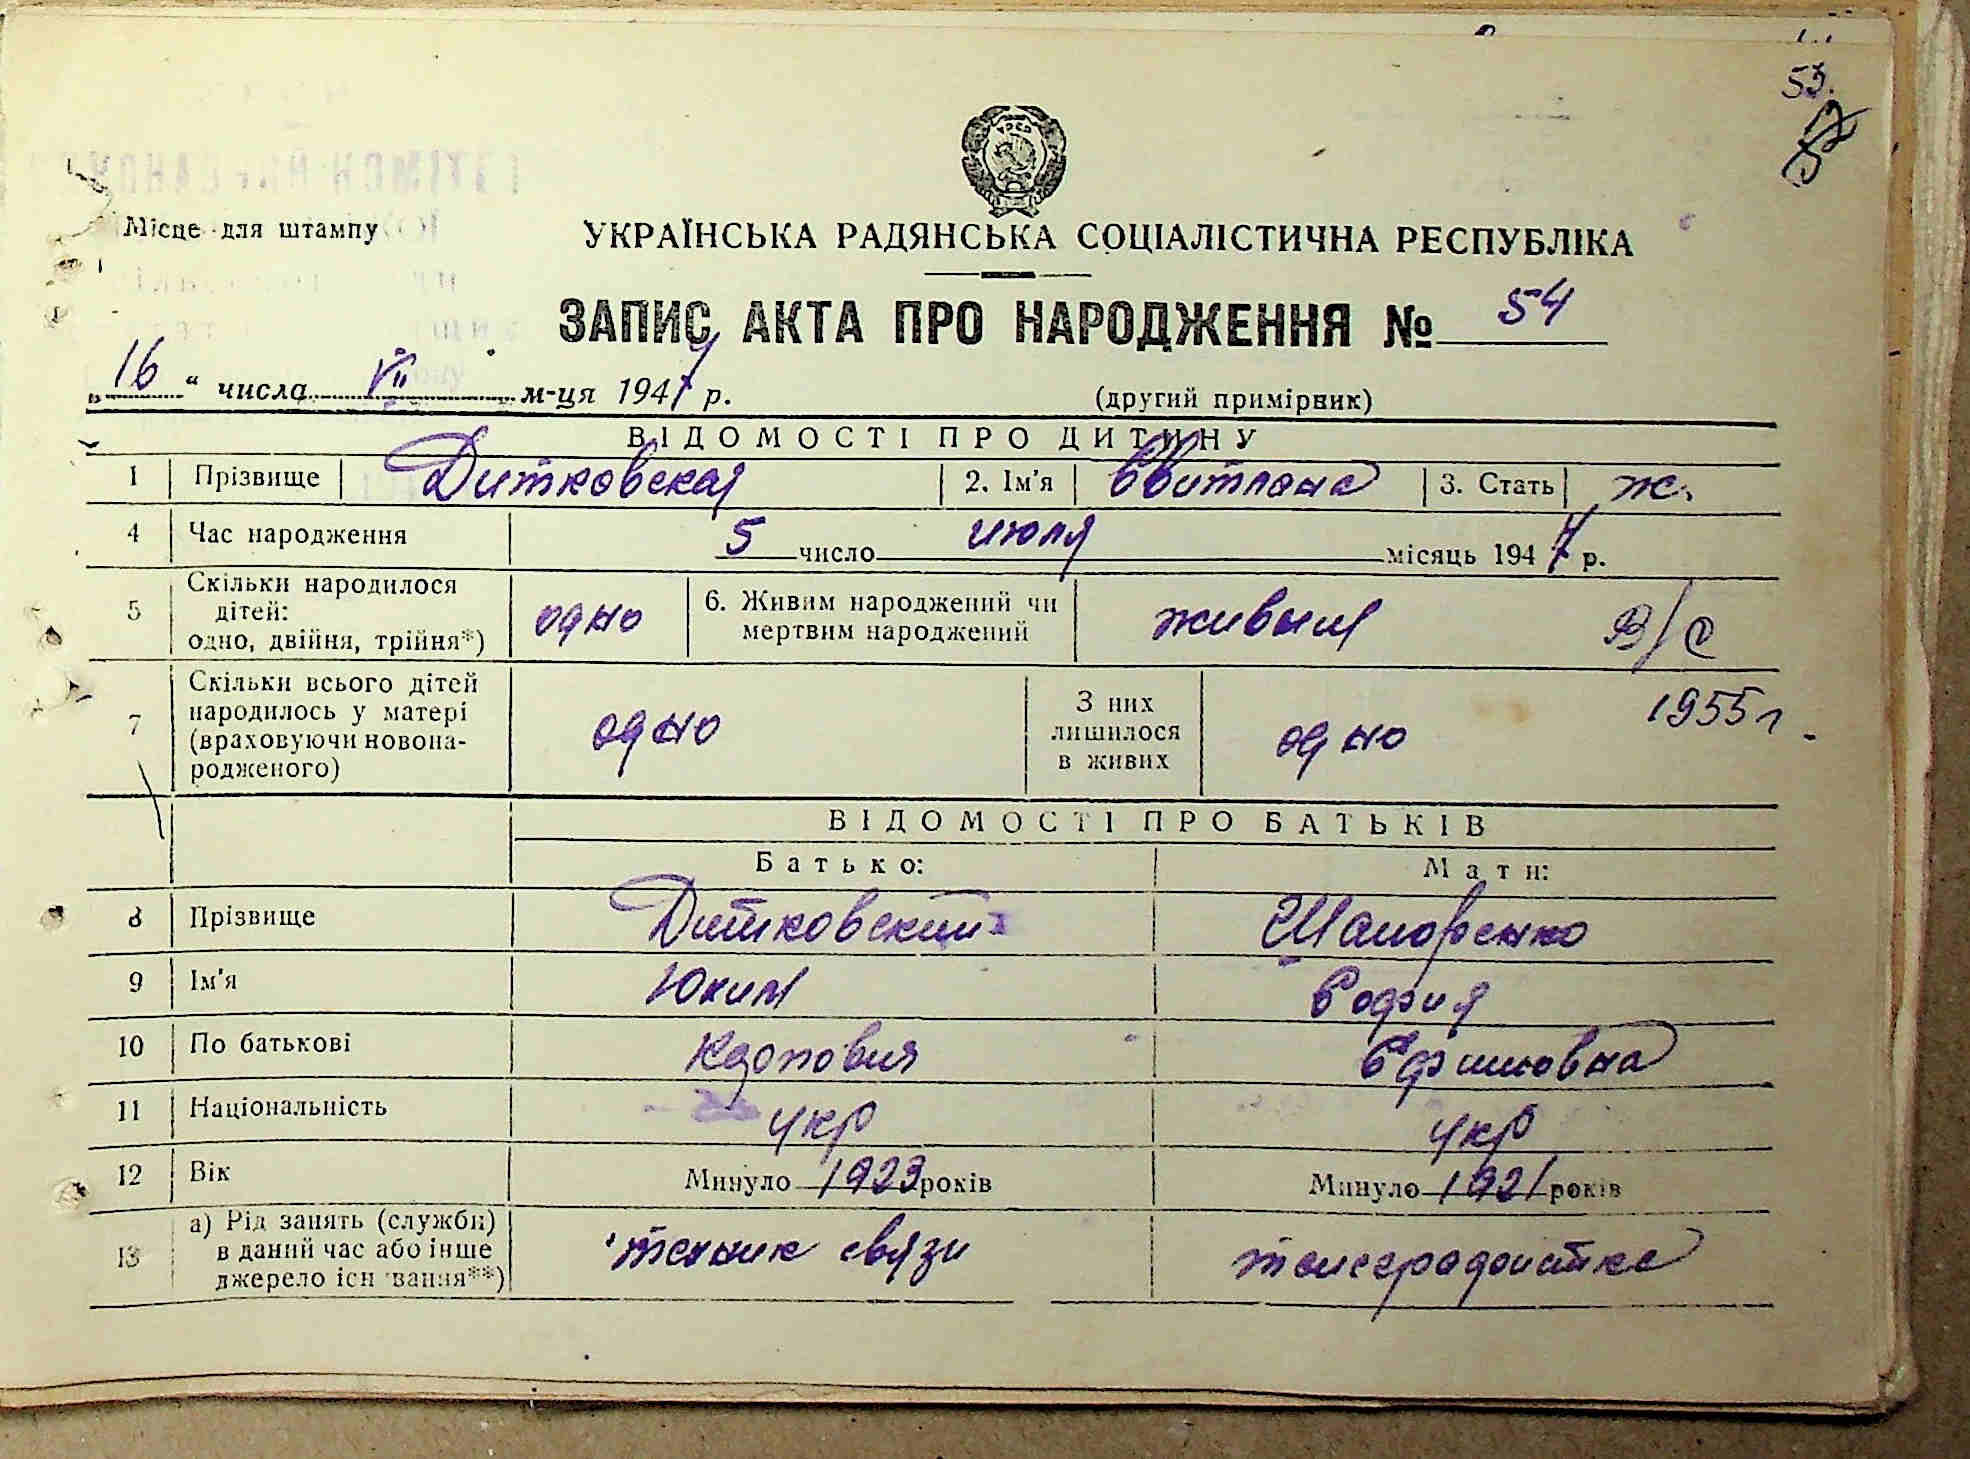 53.
52
Місце для штампу
УКРАЇНСЬКА РАДЯНСЬКА СОЦІАЛІСТИЧНА РЕСПУБЛІКА
ЗАПИС АКТА ПРО НАРОДЖЕННЯ № 54
„16“ числа VII м-ця 1947 р.
(другий примірник)
ВІДОМОСТІ ПРО ДИТИНУ
1 Прізвище Дитковская 2. Ім'я Свитлана 3. Стать ж.
4 Час народження 5 число июля місяць 1947 р.
5 Скільки народилося дітей: одно, двійня, трійня*) одно 6. Живим народжений чи мертвим народжений живым В/С
7 Скільки всього дітей народилось у матері (враховуючи новонародженого) одно З них лишилося в живих одно 1955 г.
ВІДОМОСТІ ПРО БАТЬКІВ
Батько: Мати:
8 Прізвище Дитковский
9 Ім'я Юхим София
10 По батькові Ефимовна
11 Національність укр укр
12 Вік Минуло 1923 років Минуло 1921 років
13 а) Рід занять (служби) в даний час або інше джерело існування**) техник связи